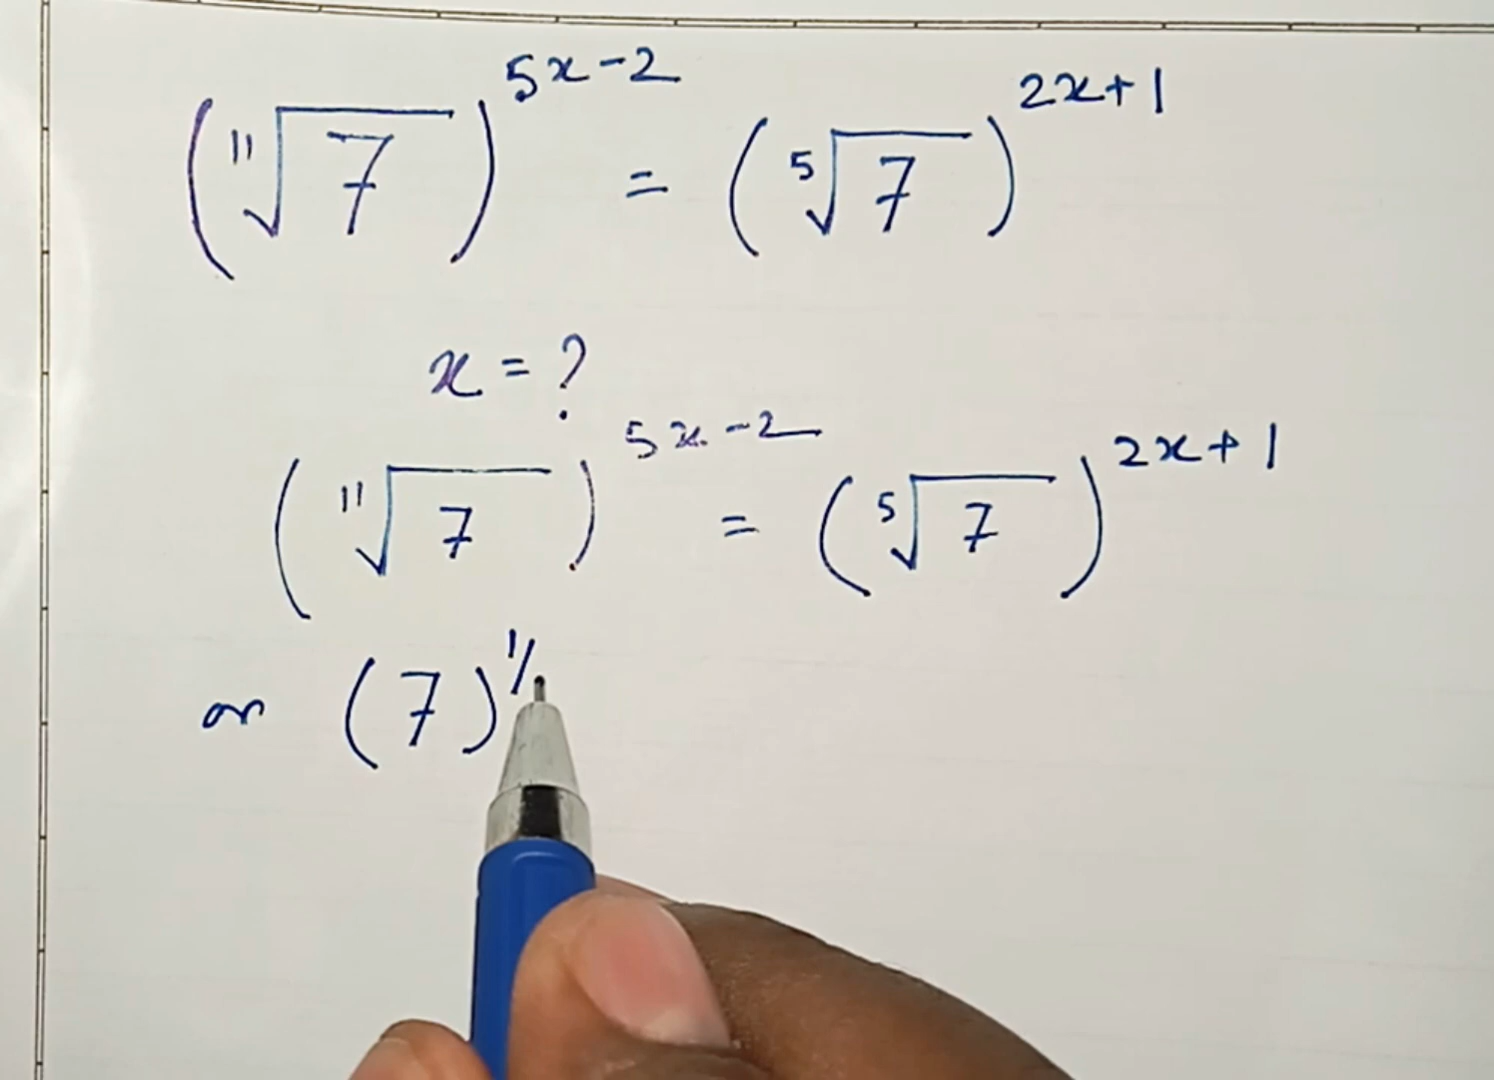 (¹¹√7)^(5x-2) = (⁵√7)^(2x+1)
x = ?
(¹¹√7)^(5x-2) = (⁵√7)^(2x+1)
or (7)^1/